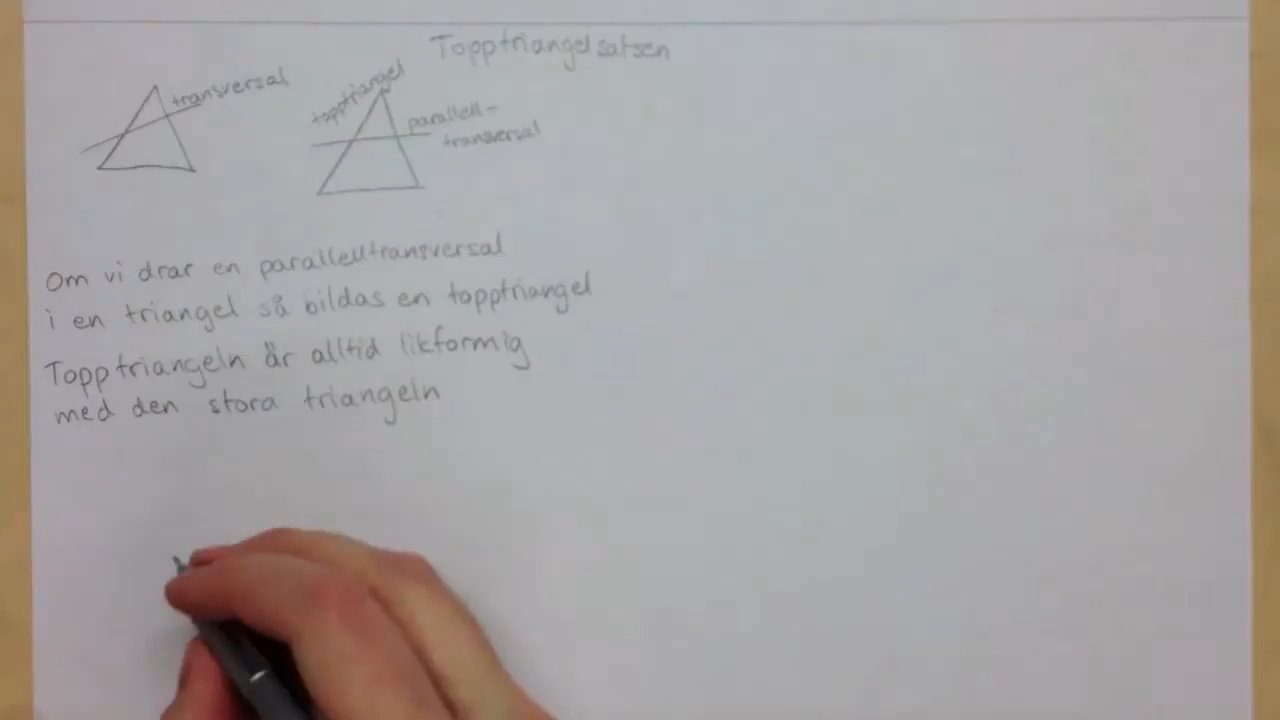 Topptriangelsatsen
transversal
topptriangel
parallell-
transversal
Om vi drar en parallelltransversal
i en triangel så bildas en topptriangel
Topptriangeln är alltid likformig
med den stora triangeln